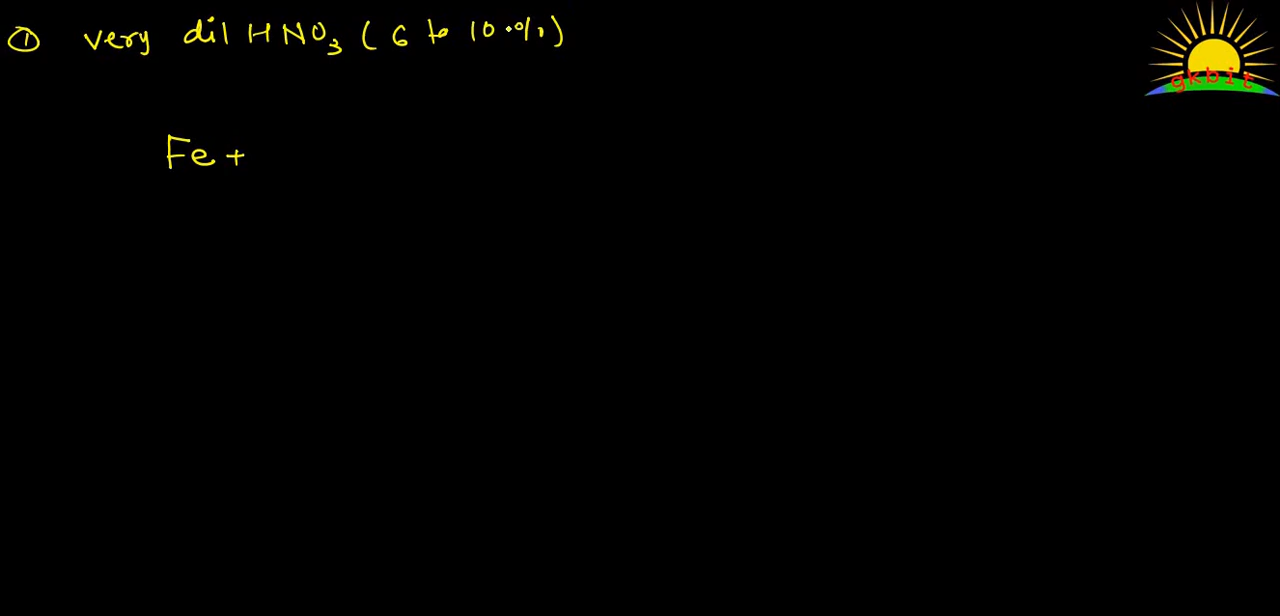 ① very dil HNO₃ (6 to 10.%)
gkbit
Fe +